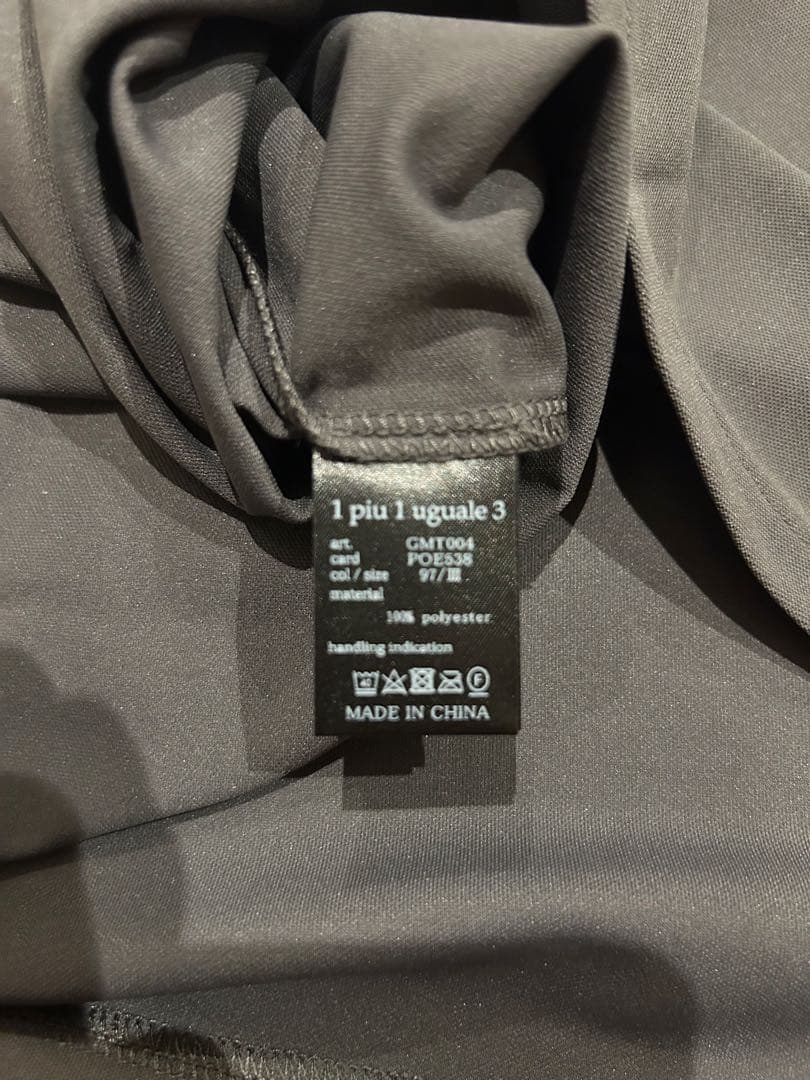 1 piu 1 uguale 3
art. GMT004
card POE538
col / size 97/Ⅲ
material
100% polyester
handling indication
40 F
MADE IN CHINA